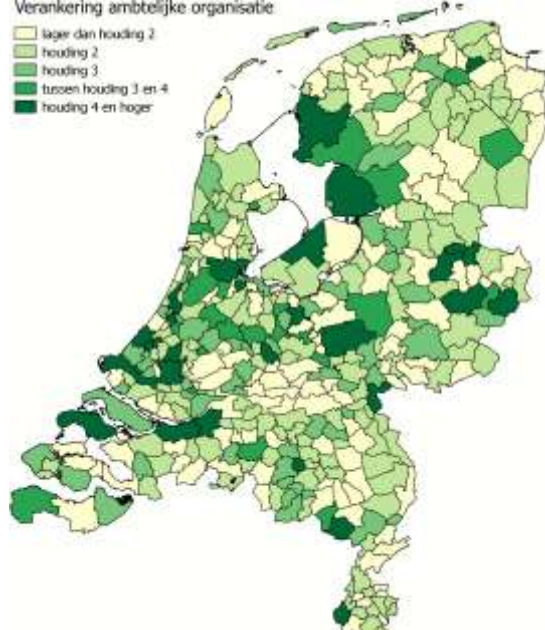 Verankering ambtelijke organisatie
lager dan houding 2
houding 2
houding 3
tussen houding 3 en 4
houding 4 en hoger